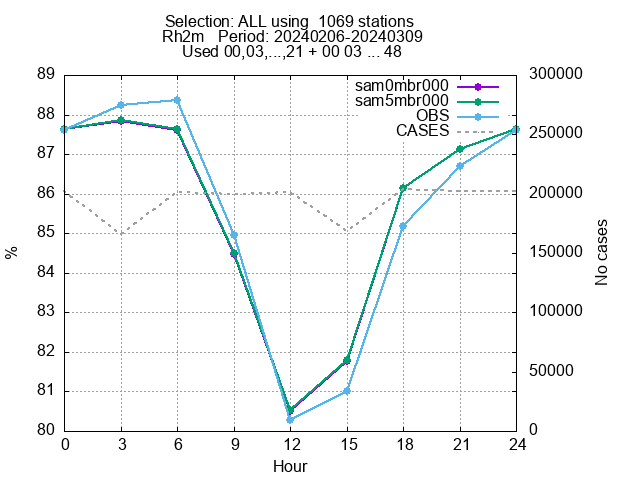 Selection: ALL using  1069 stations
Rh2m   Period: 20240206-20240309
Used 00,03,...,21 + 00 03 ... 48
sam0mbr000
sam5mbr000
OBS
CASES
89
88
87
86
85
84
83
82
81
80
%
300000
250000
200000
150000
100000
50000
0
No cases
0 3 6 9 12 15 18 21 24
Hour